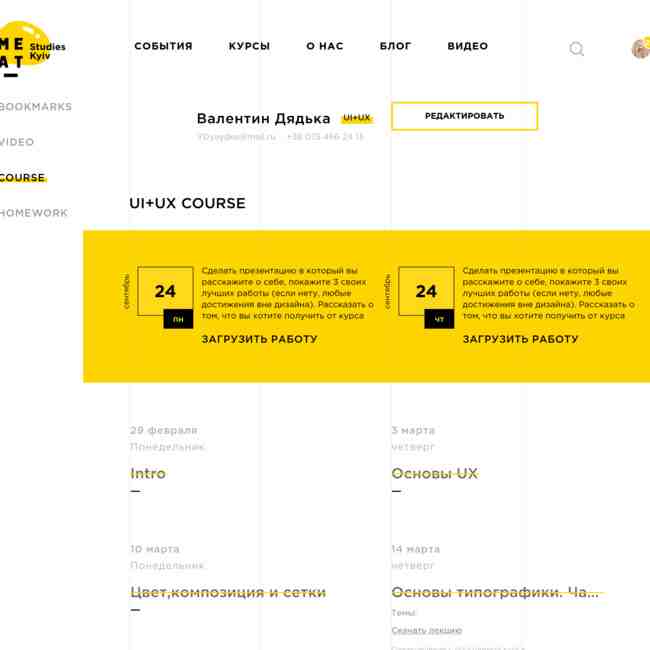 ME
AT
Studies
Kyiv
СОБЫТИЯ КУРСЫ О НАС БЛОГ ВИДЕО
BOOKMARKS
VIDEO
COURSE
HOMEWORK
Валентин Дядька UI+UX
РЕДАКТИРОВАТЬ
UI+UX COURSE
сентябрь
24
пн
Сделать презентацию в который вы
расскажите о себе, покажите 3 своих
лучших работы (если нету, любые
достижения вне дизайна). Рассказать о
том, что вы хотите получить от курса
ЗАГРУЗИТЬ РАБОТУ
сентябрь
24
чт
Сделать презентацию в который вы
расскажите о себе, покажите 3 своих
лучших работы (если нету, любые
достижения вне дизайна). Рассказать о
том, что вы хотите получить от курса
ЗАГРУЗИТЬ РАБОТУ
29 февраля
Понедельник
Intro
3 марта
четверг
Основы UX
10 марта
Понедельник
Цвет,композиция и сетки
14 марта
четверг
Основы типографики. Ча...
Темы:
Скачать лекцию